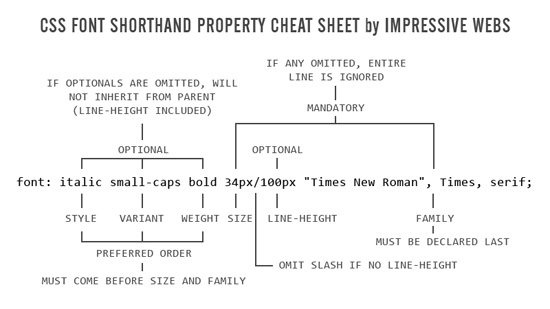 CSS FONT SHORTHAND PROPERTY CHEAT SHEET by IMPRESSIVE WEBS
IF ANY OMITTED, ENTIRE
LINE IS IGNORED
IF OPTIONALS ARE OMITTED, WILL
NOT INHERIT FROM PARENT
(LINE-HEIGHT INCLUDED)
MANDATORY
OPTIONAL
OPTIONAL
font: italic small-caps bold 34px/100px "Times New Roman", Times, serif;
STYLE VARIANT WEIGHT SIZE LINE-HEIGHT FAMILY
MUST BE DECLARED LAST
PREFERRED ORDER
OMIT SLASH IF NO LINE-HEIGHT
MUST COME BEFORE SIZE AND FAMILY